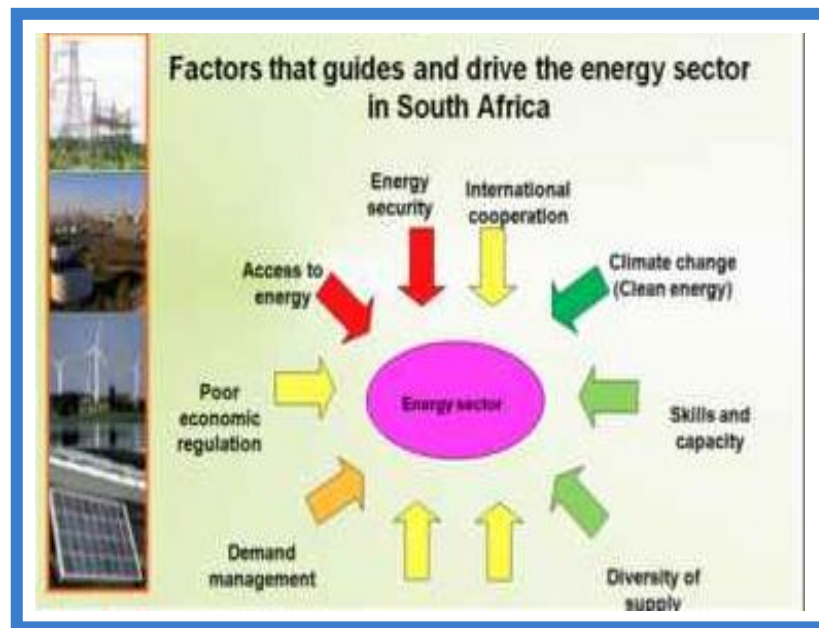 Factors that guides and drive the energy sector
in South Africa
Energy
security
International
cooperation
Access to
energy
Climate change
(Clean energy)
Poor
economic
regulation
Energy sector
Skills and
capacity
Demand
management
Diversity of
supply